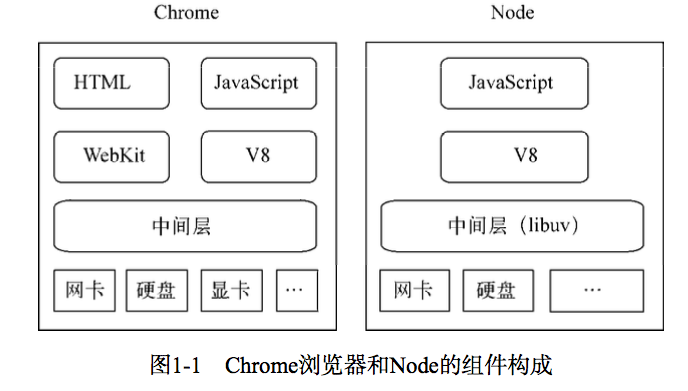 Chrome Node
HTML JavaScript JavaScript
WebKit V8 V8
中间层 中间层（libuv）
网卡 硬盘 显卡 … 网卡 硬盘 …
图1-1 Chrome浏览器和Node的组件构成